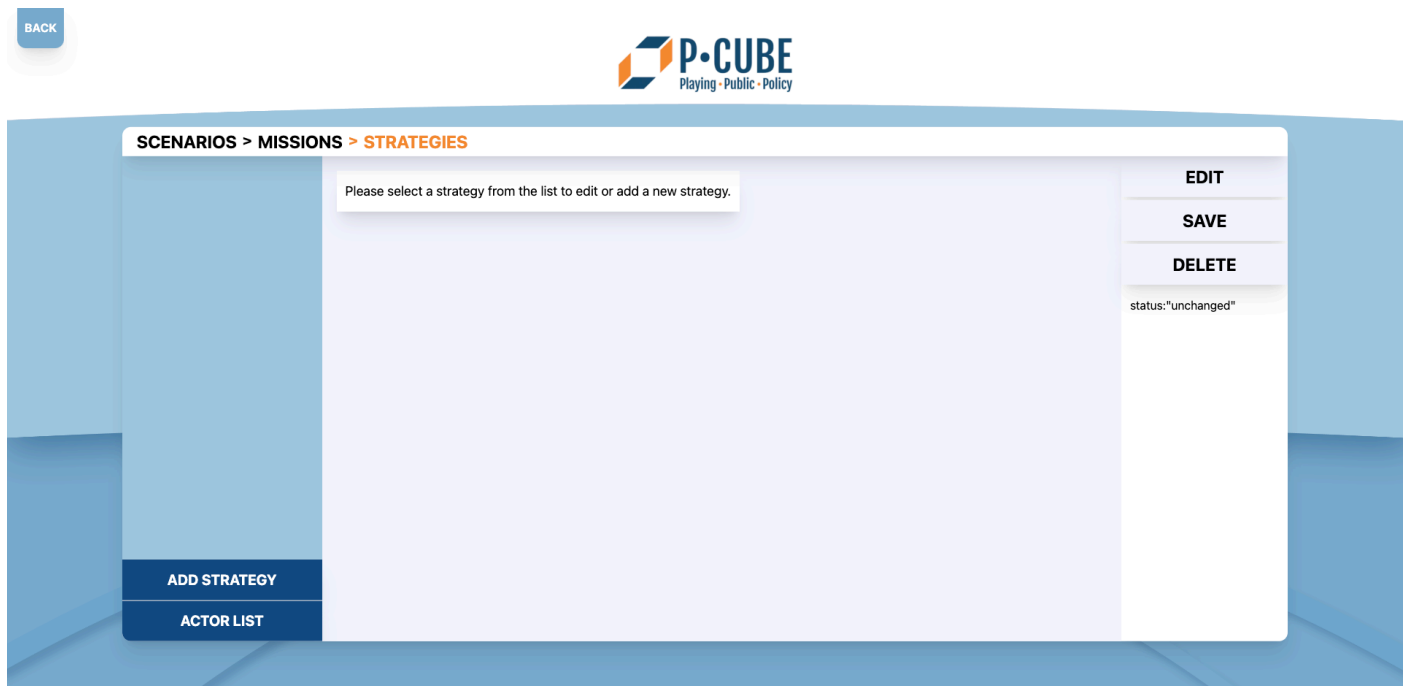 BACK
P•CUBE
Playing • Public • Policy
SCENARIOS > MISSIONS > STRATEGIES
Please select a strategy from the list to edit or add a new strategy.
EDIT
SAVE
DELETE
status:"unchanged"
ADD STRATEGY
ACTOR LIST